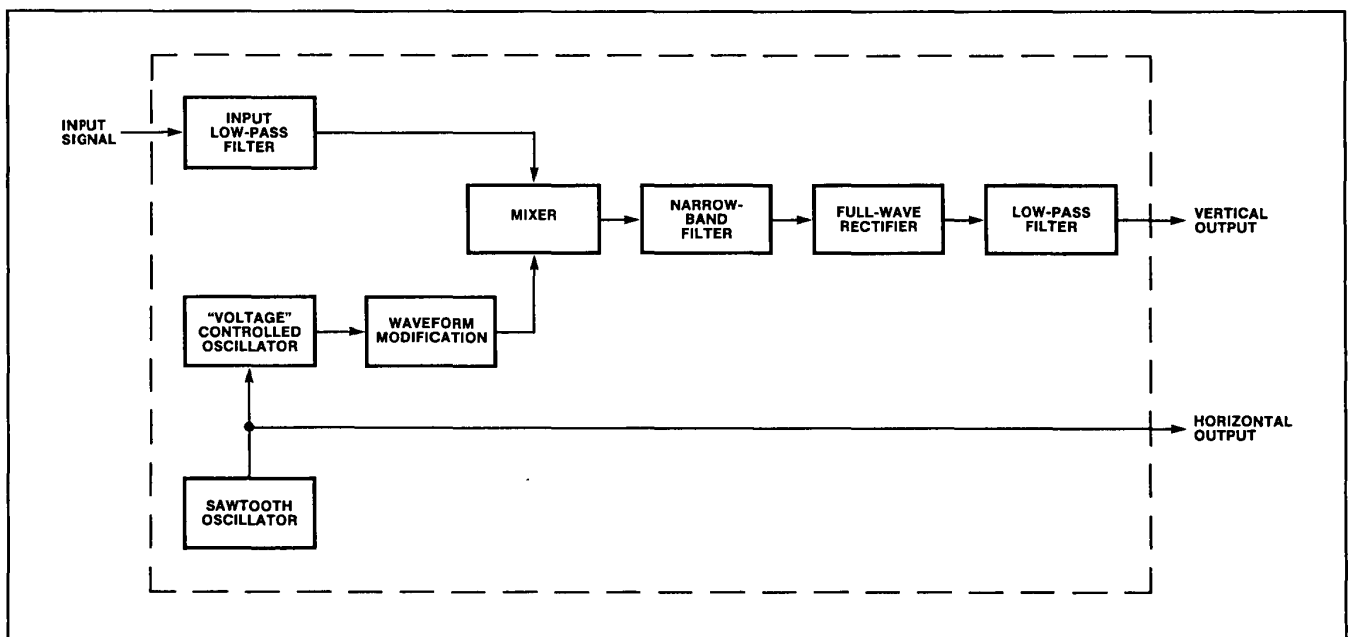 INPUT
SIGNAL
INPUT
LOW-PASS
FILTER
MIXER
NARROW-
BAND
FILTER
FULL-WAVE
RECTIFIER
LOW-PASS
FILTER
VERTICAL
OUTPUT
"VOLTAGE"
CONTROLLED
OSCILLATOR
WAVEFORM
MODIFICATION
HORIZONTAL
OUTPUT
SAWTOOTH
OSCILLATOR